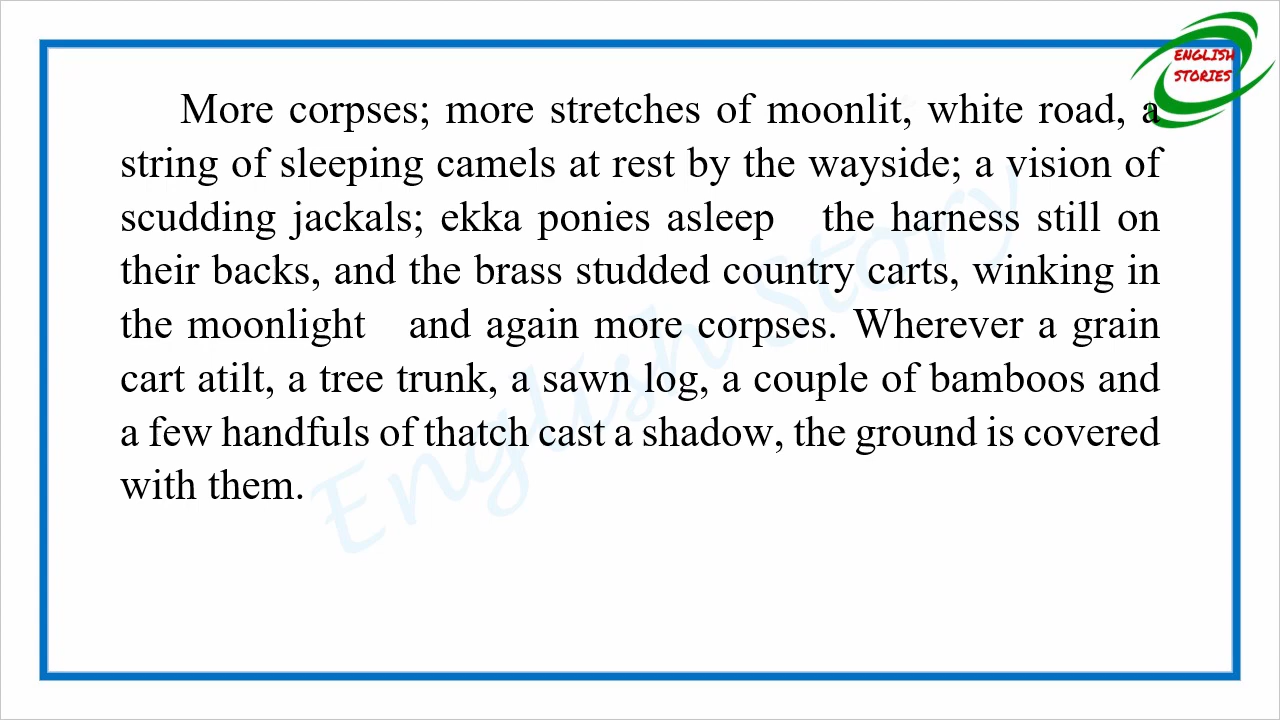 ENGLISH
STORIES
More corpses; more stretches of moonlit, white road, a
string of sleeping camels at rest by the wayside; a vision of
scudding jackals; ekka ponies asleep   the harness still on
their backs, and the brass studded country carts, winking in
the moonlight   and again more corpses. Wherever a grain
cart atilt, a tree trunk, a sawn log, a couple of bamboos and
a few handfuls of thatch cast a shadow, the ground is covered
with them.
English Story